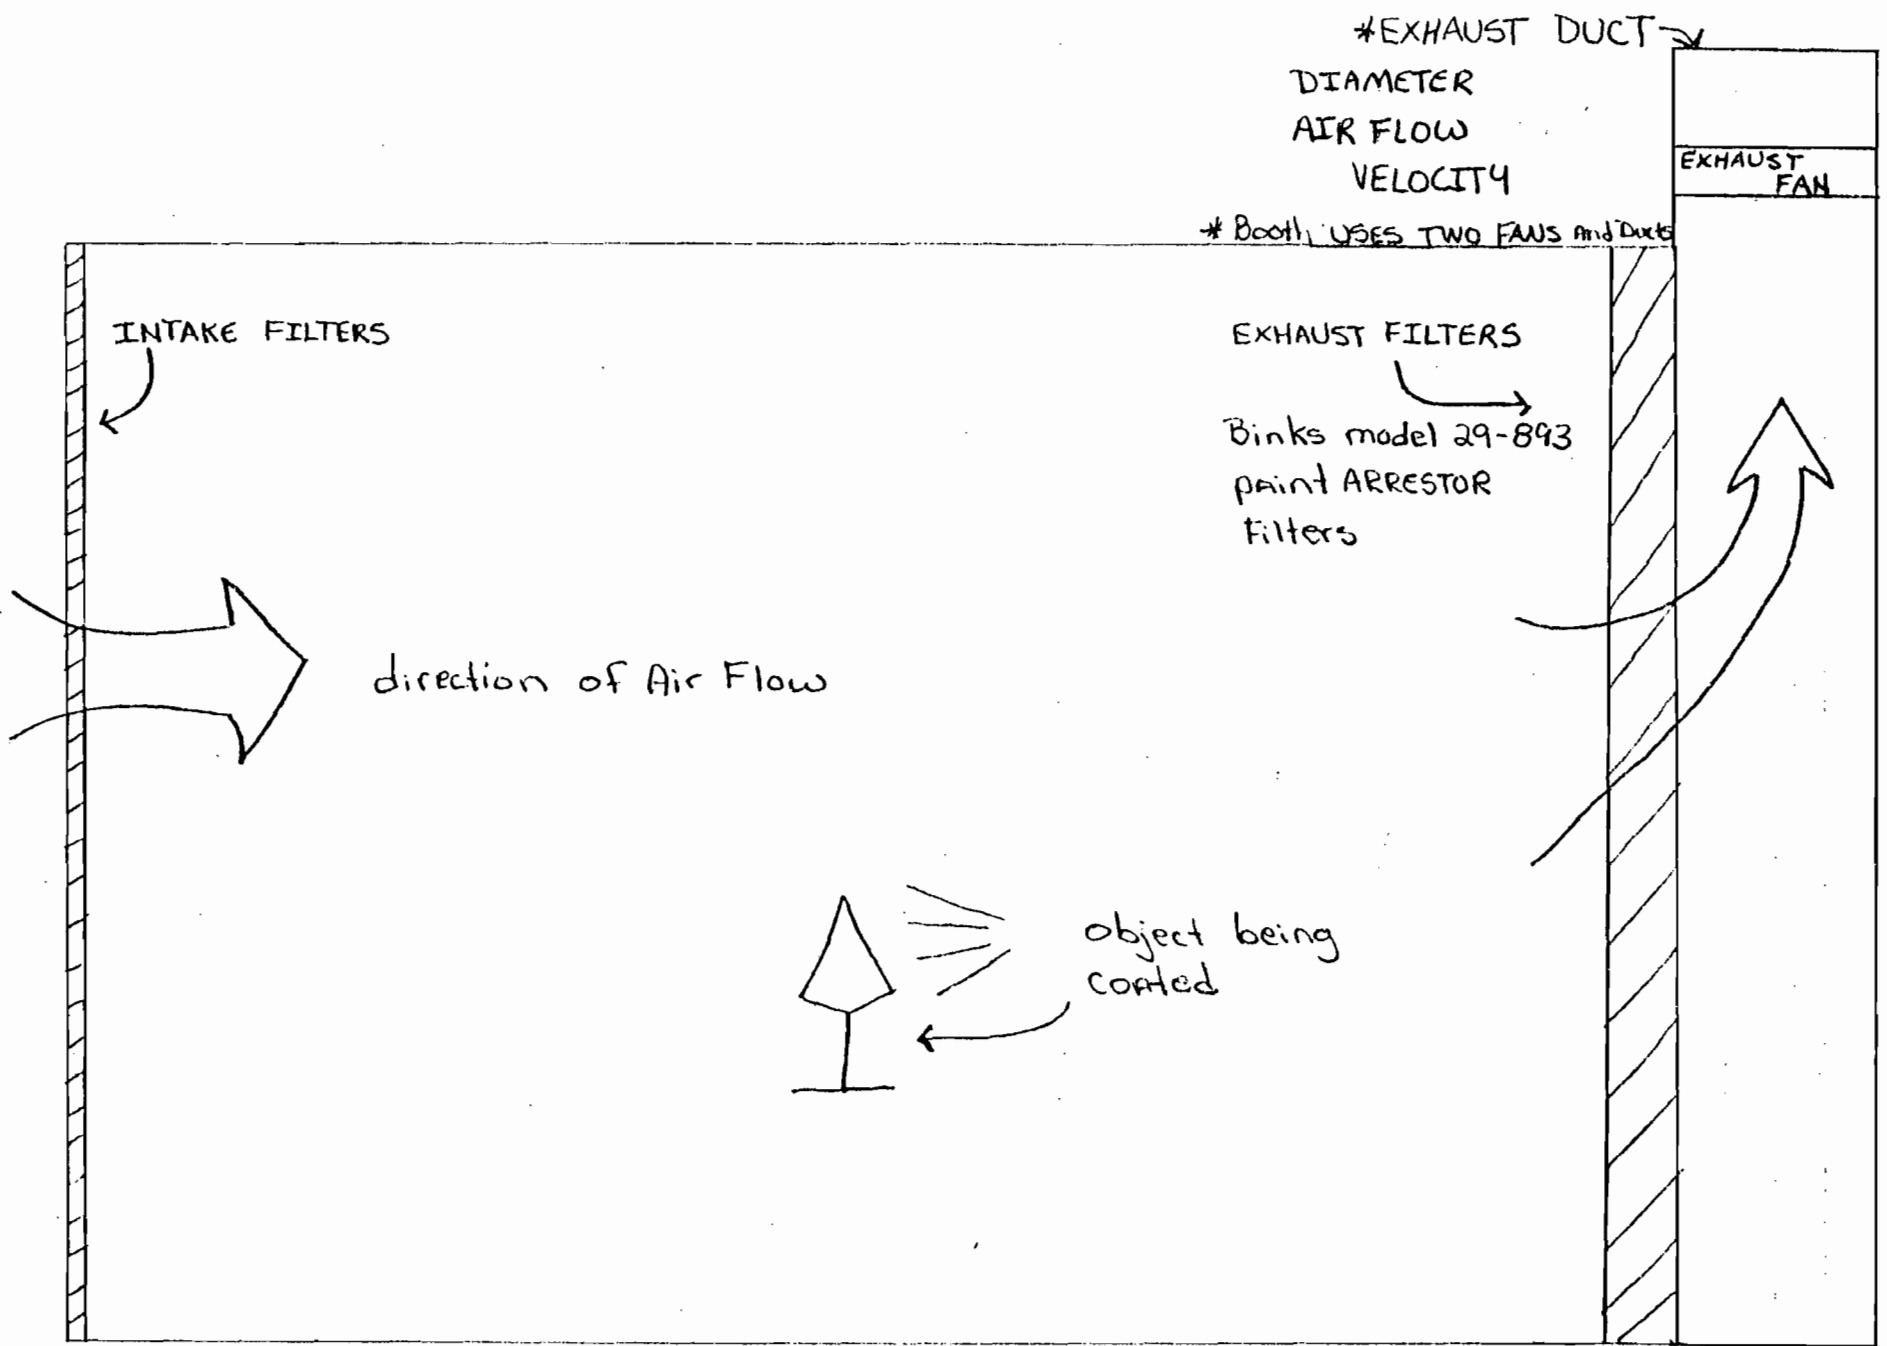 *EXHAUST DUCT
DIAMETER
AIR FLOW
VELOCITY
EXHAUST
FAN
* Booth USES TWO FANS And Ducts
INTAKE FILTERS
EXHAUST FILTERS
Binks model 29-893
paint ARRESTOR
Filters
direction of Air Flow
object being
coated